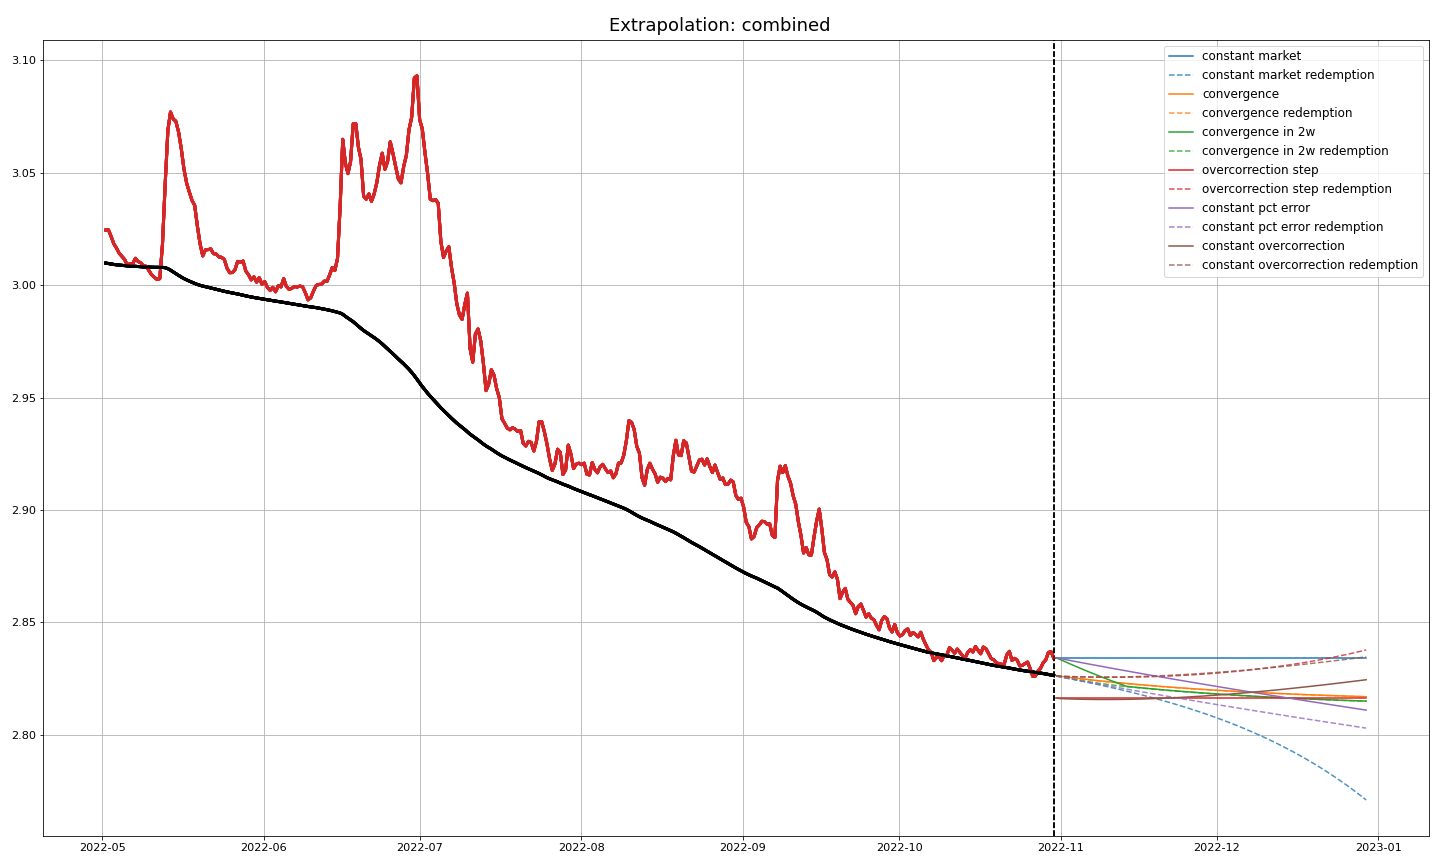 Extrapolation: combined
3.10
3.05
3.00
2.95
2.90
2.85
2.80
constant market
constant market redemption
convergence
convergence redemption
convergence in 2w
convergence in 2w redemption
overcorrection step
overcorrection step redemption
constant pct error
constant pct error redemption
constant overcorrection
constant overcorrection redemption
2022-05
2022-06
2022-07
2022-08
2022-09
2022-10
2022-11
2022-12
2023-01